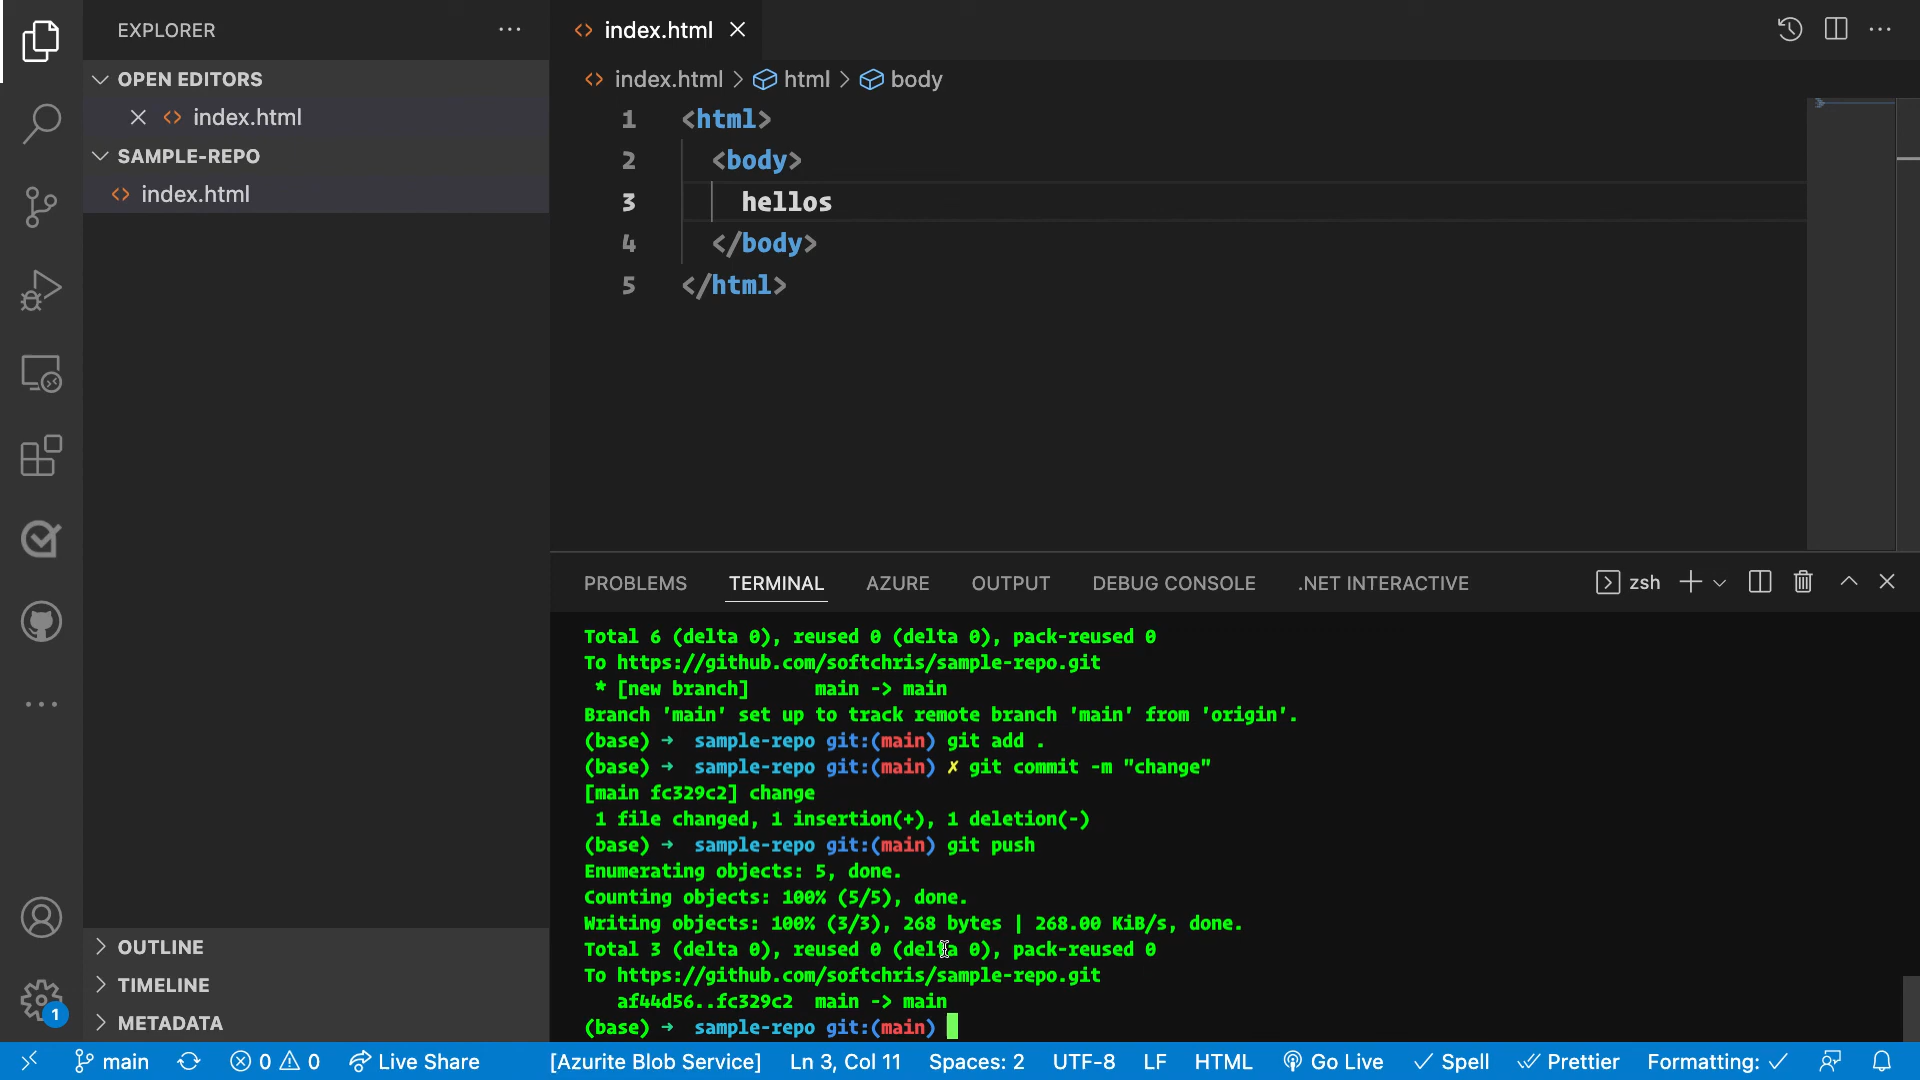 EXPLORER
OPEN EDITORS
index.html
SAMPLE-REPO
index.html
OUTLINE
TIMELINE
METADATA
1
index.html
index.html > html > body
1 <html>
2 <body>
3 hellos
4 </body>
5 </html>
PROBLEMS TERMINAL AZURE OUTPUT DEBUG CONSOLE .NET INTERACTIVE zsh
Total 6 (delta 0), reused 0 (delta 0), pack-reused 0
To https://github.com/softchris/sample-repo.git
* [new branch] main -> main
Branch 'main' set up to track remote branch 'main' from 'origin'.
(base) → sample-repo git:(main) git add .
(base) → sample-repo git:(main) ✗ git commit -m "change"
[main fc329c2] change
1 file changed, 1 insertion(+), 1 deletion(-)
(base) → sample-repo git:(main) git push
Enumerating objects: 5, done.
Counting objects: 100% (5/5), done.
Writing objects: 100% (3/3), 268 bytes | 268.00 KiB/s, done.
Total 3 (delta 0), reused 0 (delta 0), pack-reused 0
To https://github.com/softchris/sample-repo.git
af44d56..fc329c2 main -> main
(base) → sample-repo git:(main)
main 0 0 Live Share [Azurite Blob Service] Ln 3, Col 11 Spaces: 2 UTF-8 LF HTML Go Live Spell Prettier Formatting: ✓